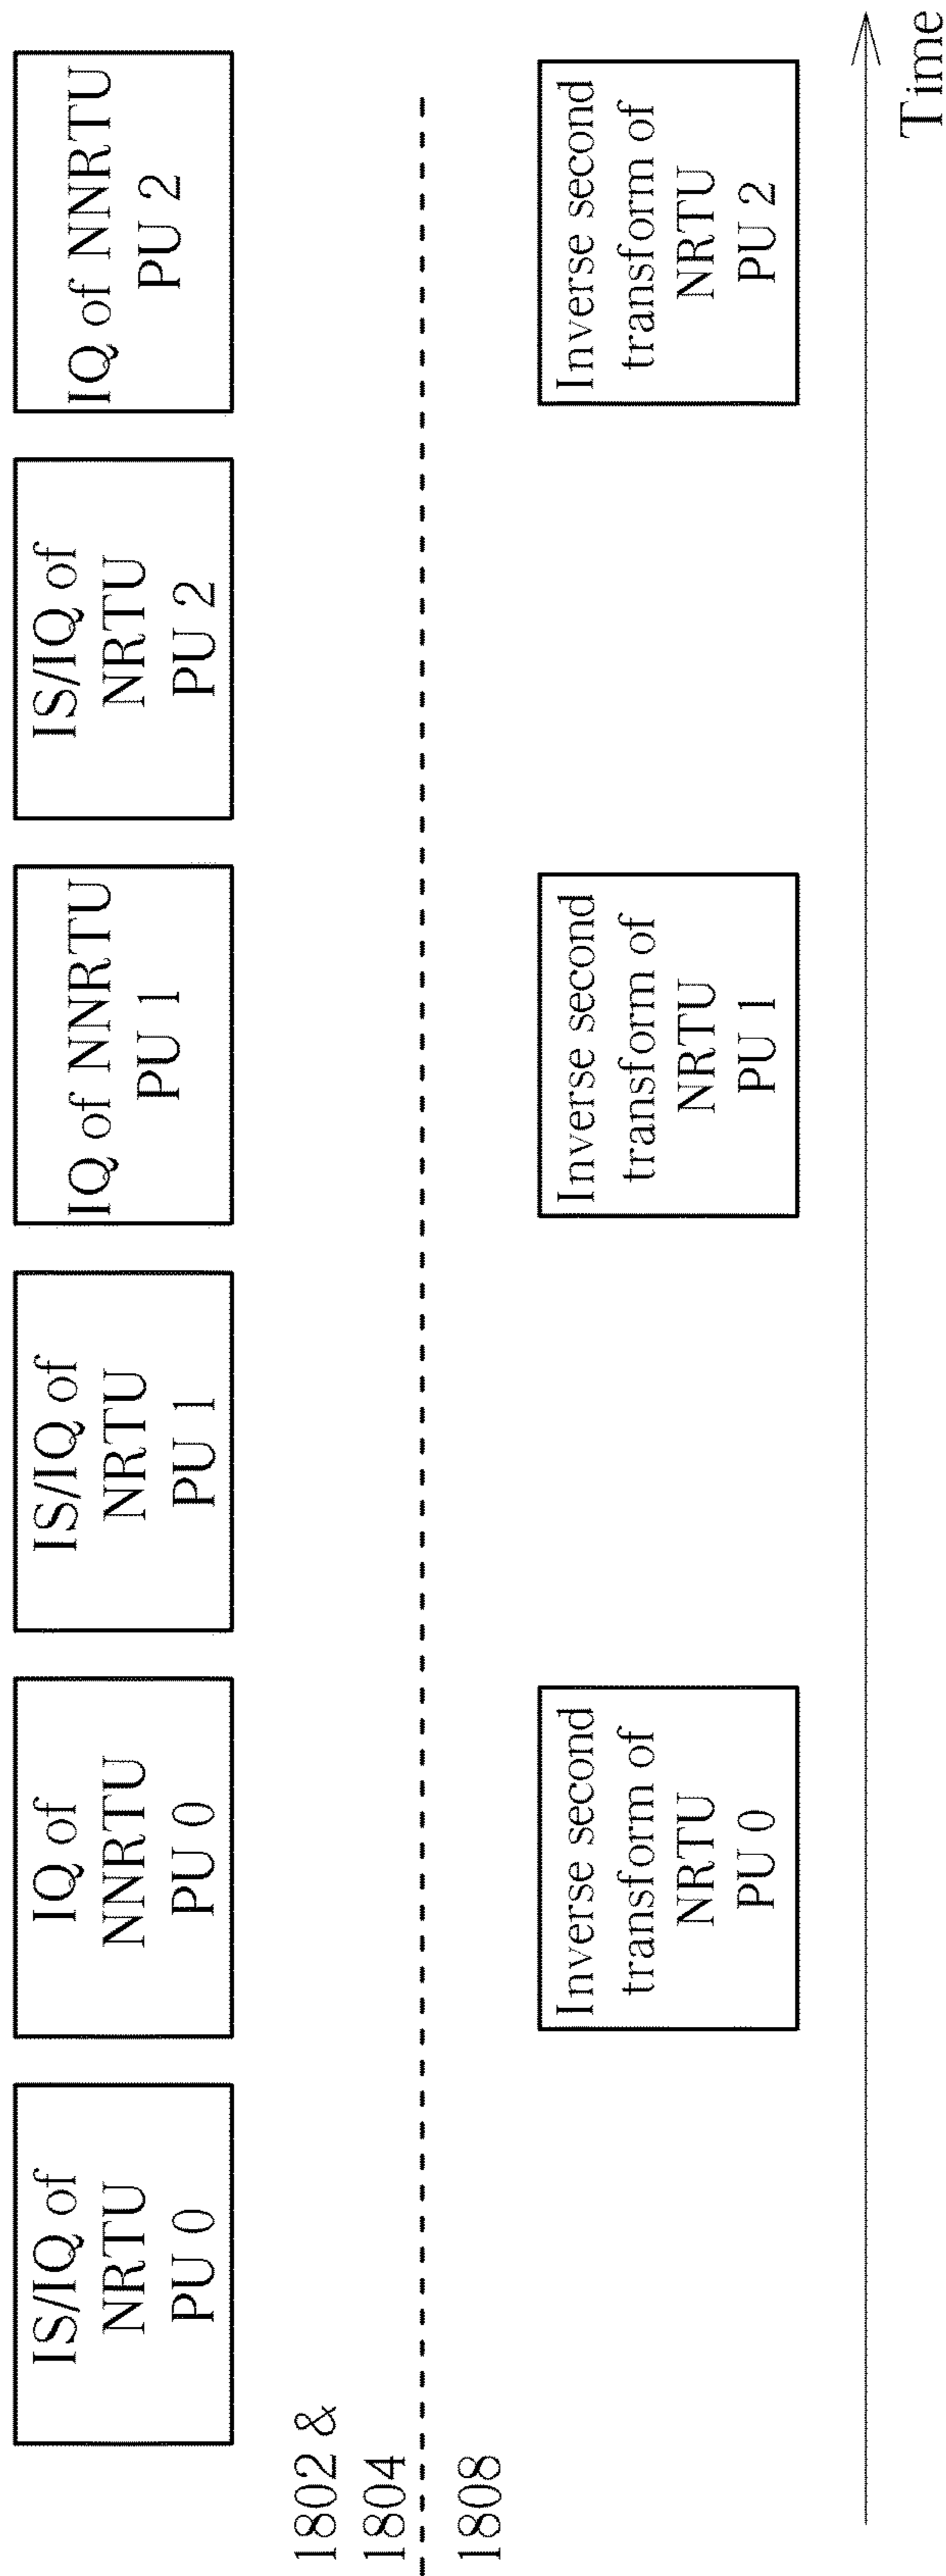 IS/IQ of
NRTU
PU 0
IQ of
NNRTU
PU 0
IS/IQ of
NRTU
PU 1
IQ of NNRTU
PU 1
IS/IQ of
NRTU
PU 2
IQ of NNRTU
PU 2
1802 &
1804
1808
Inverse second
transform of
NRTU
PU 0
Inverse second
transform of
NRTU
PU 1
Inverse second
transform of
NRTU
PU 2
Time